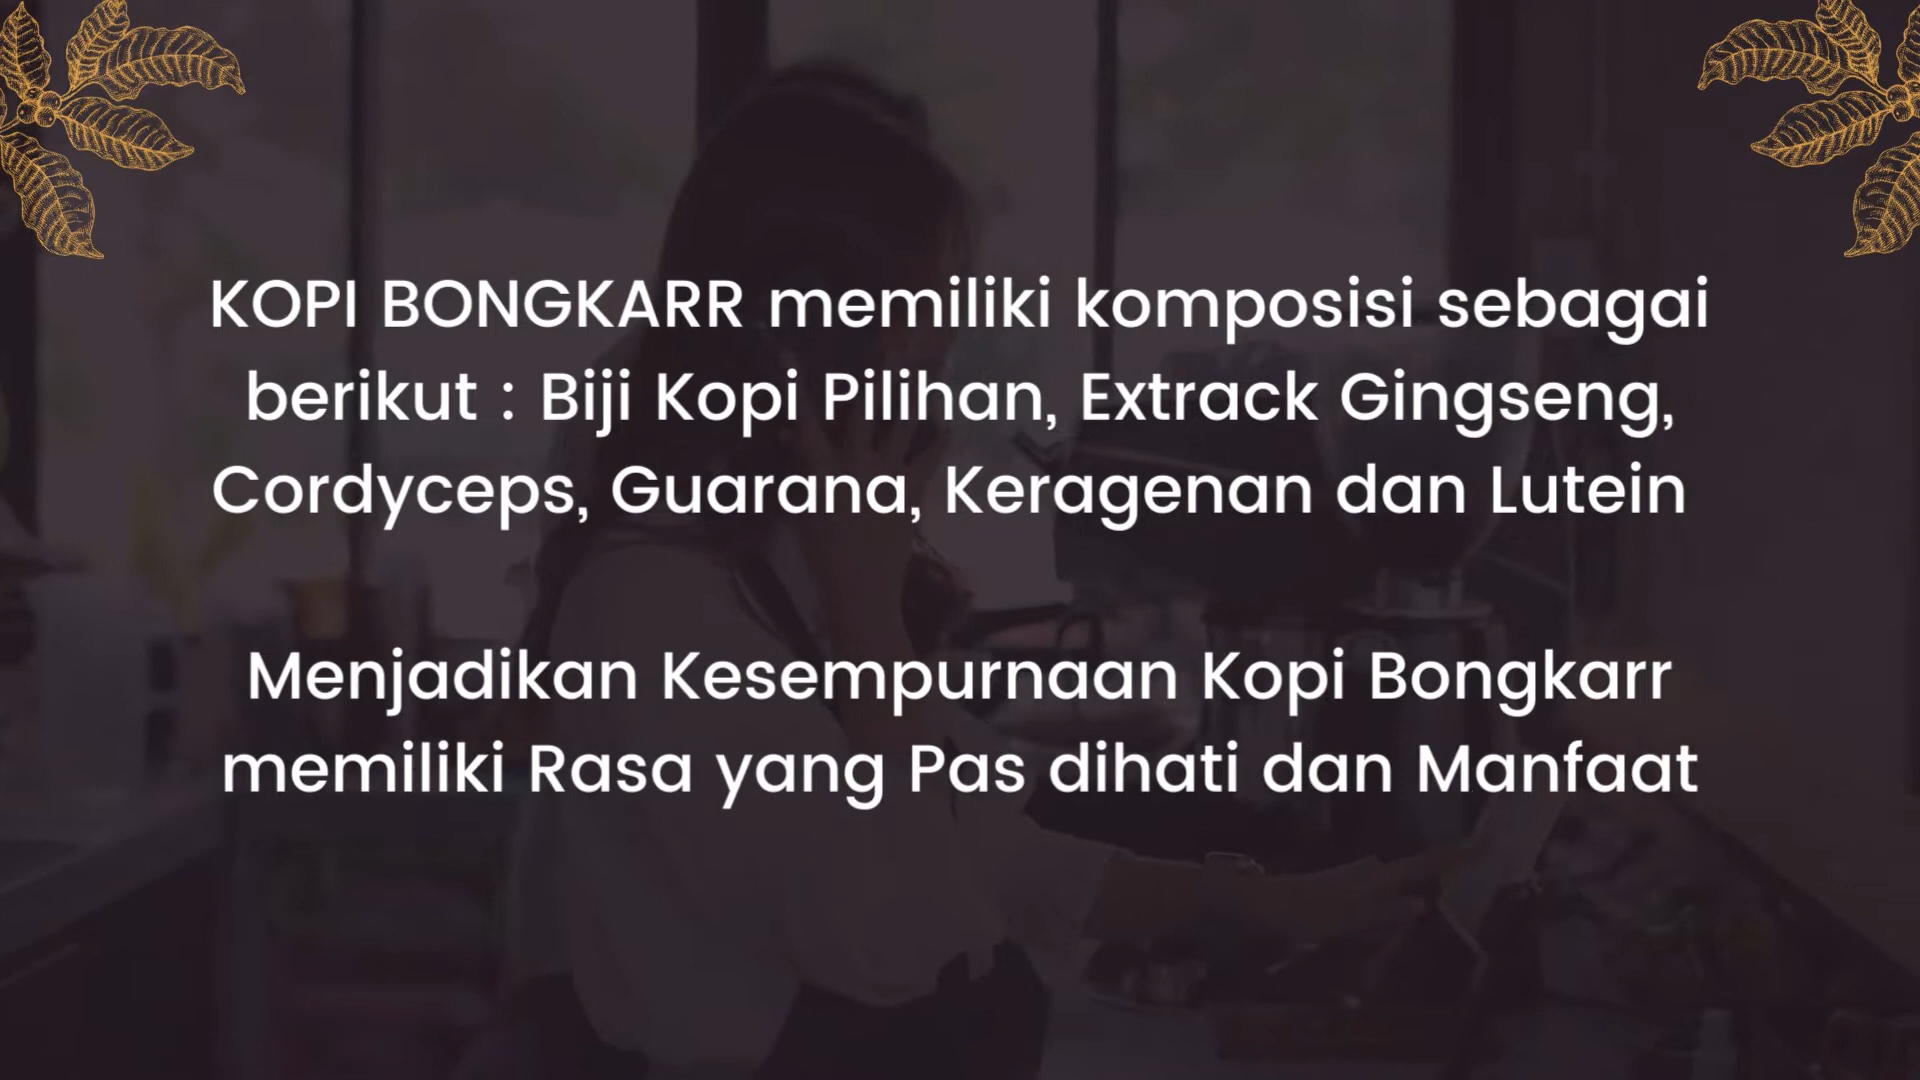 KOPI BONGKARR memiliki komposisi sebagai
berikut : Biji Kopi Pilihan, Extrack Gingseng,
Cordyceps, Guarana, Keragenan dan Lutein
Menjadikan Kesempurnaan Kopi Bongkarr
memiliki Rasa yang Pas dihati dan Manfaat